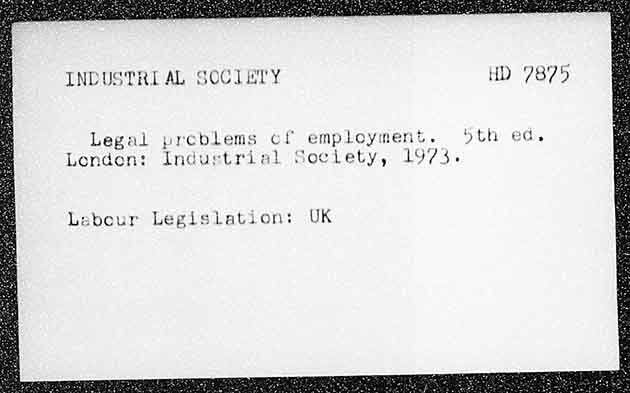 INDUSTRIAL SOCIETY HD 7875
Legal problems of employment. 5th ed.
London: Industrial Society, 1973.
Labour Legislation: UK